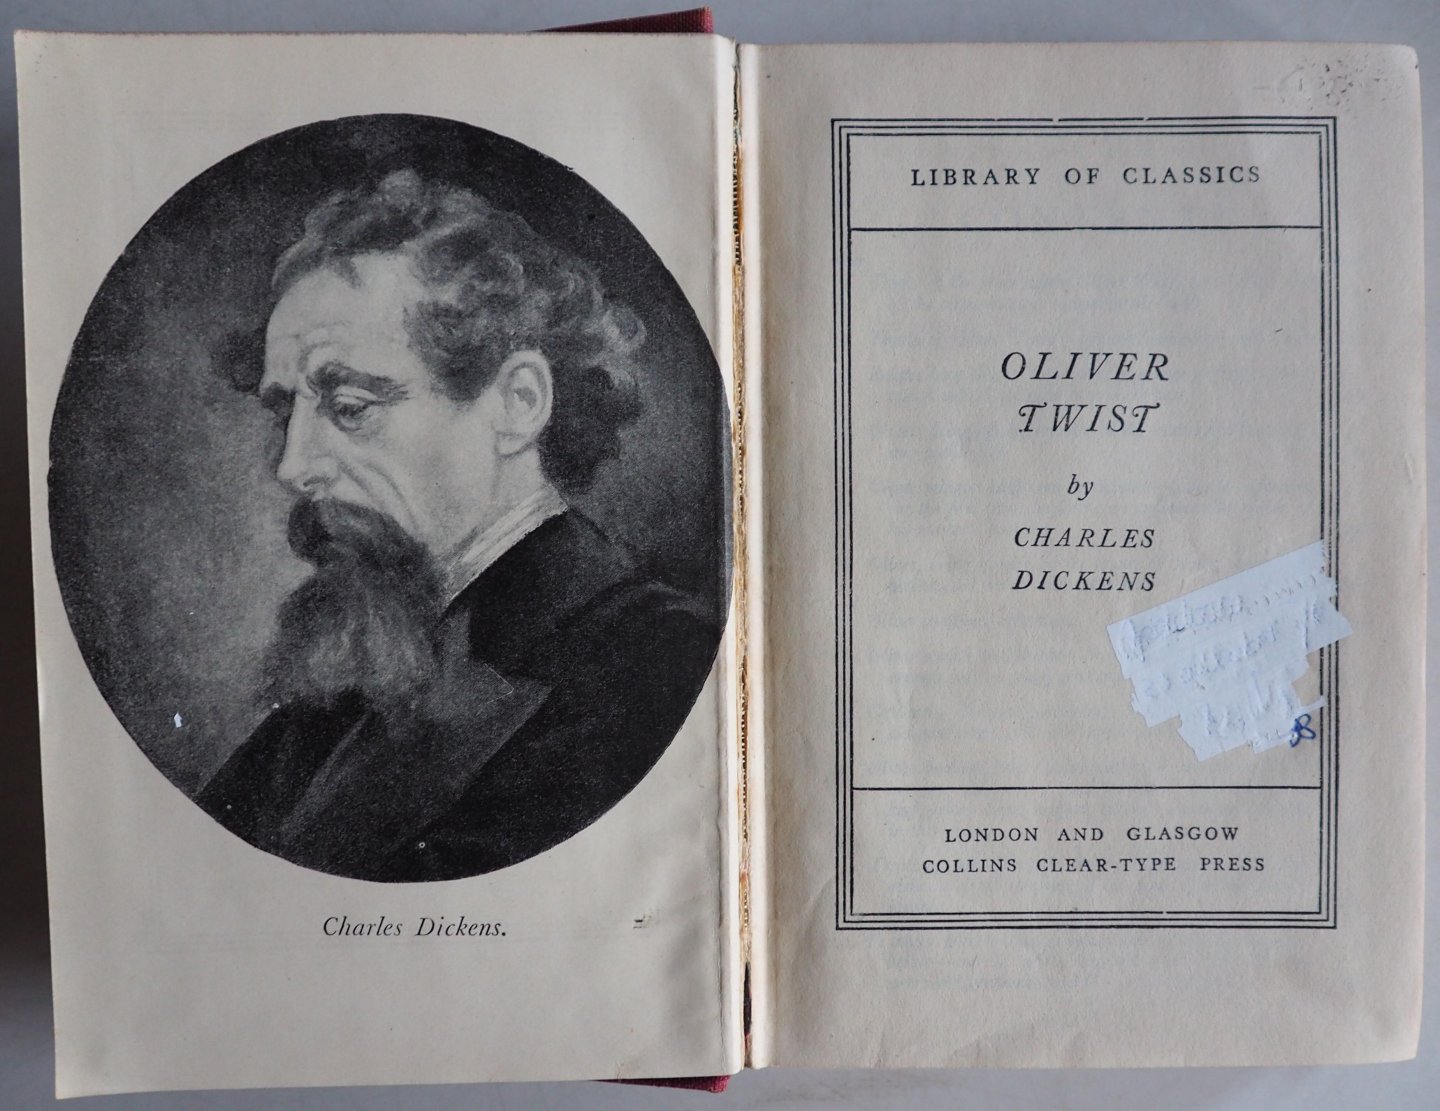 Charles Dickens.
LIBRARY OF CLASSICS
OLIVER
TWIST
by
CHARLES
DICKENS
LONDON AND GLASGOW
COLLINS CLEAR-TYPE PRESS